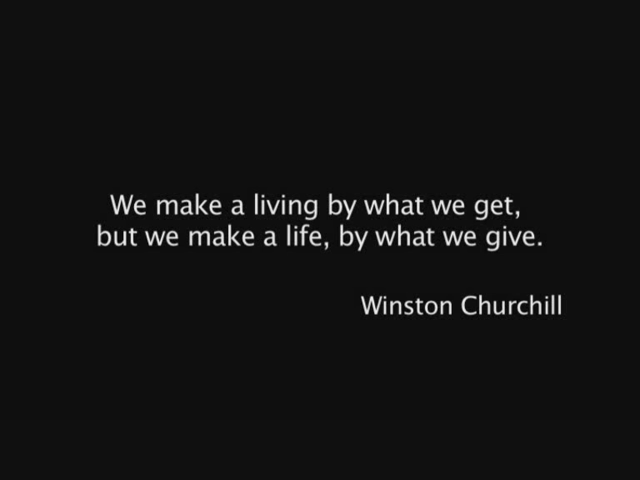 We make a living by what we get,
but we make a life, by what we give.
Winston Churchill